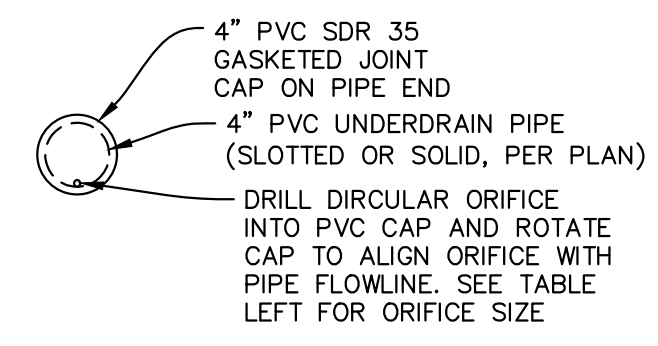 4” PVC SDR 35
GASKETED JOINT
CAP ON PIPE END
4” PVC UNDERDRAIN PIPE
(SLOTTED OR SOLID, PER PLAN)
DRILL DIRCULAR ORIFICE
INTO PVC CAP AND ROTATE
CAP TO ALIGN ORIFICE WITH
PIPE FLOWLINE. SEE TABLE
LEFT FOR ORIFICE SIZE